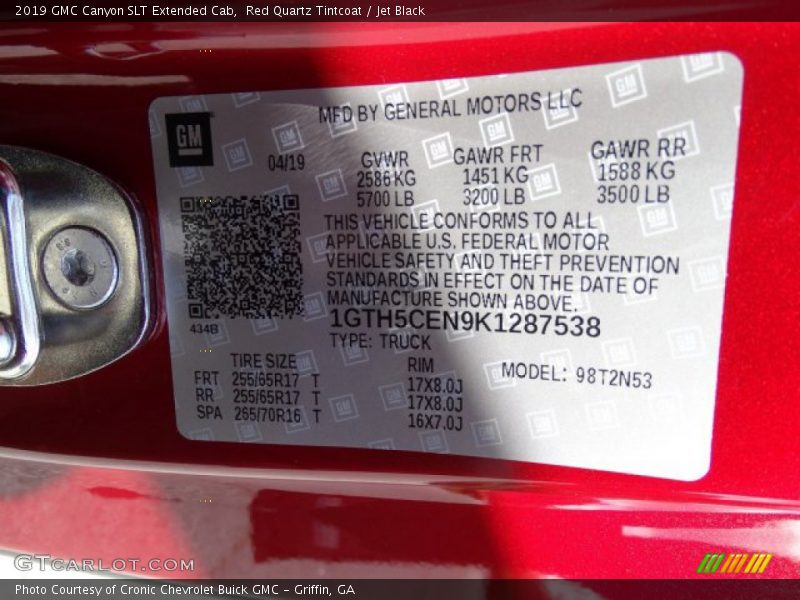 2019 GMC Canyon SLT Extended Cab, Red Quartz Tintcoat / Jet Black
MFD BY GENERAL MOTORS LLC
GM
04/19
GVWR GAWR FRT GAWR RR
2586 KG 1451 KG 1588 KG
5700 LB 3200 LB 3500 LB
THIS VEHICLE CONFORMS TO ALL
APPLICABLE U.S. FEDERAL MOTOR
VEHICLE SAFETY AND THEFT PREVENTION
STANDARDS IN EFFECT ON THE DATE OF
MANUFACTURE SHOWN ABOVE.
434B
1GTH5CEN9K1287538
TYPE: TRUCK
TIRE SIZE RIM MODEL: 98T2N53
FRT 255/65R17 T 17X8.0J
RR 255/65R17 T 17X8.0J
SPA 265/70R16 T 16X7.0J
GTcarlot.com
Photo Courtesy of Cronic Chevrolet Buick GMC – Griffin, GA